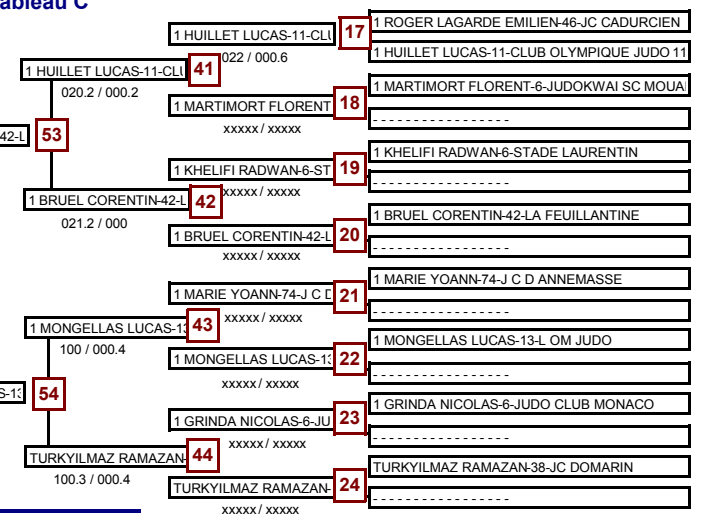 ableau C
1 ROGER LAGARDE EMILIEN-46-JC CADURCIEN
1 HUILLET LUCAS-11-CLU
17
1 HUILLET LUCAS-11-CLUB OLYMPIQUE JUDO 11
022 / 000.6
1 HUILLET LUCAS-11-CLU
41
020.2 / 000.2
1 MARTIMORT FLORENT-6-JUDOKWAI SC MOUA
1 MARTIMORT FLORENT
18
- - - - - - - - - - - - - - - - -
xxxxx / xxxxx
42-L
53
1 KHELIFI RADWAN-6-STADE LAURENTIN
1 KHELIFI RADWAN-6-ST
19
- - - - - - - - - - - - - - - - -
xxxxx / xxxxx
1 BRUEL CORENTIN-42-L
42
021.2 / 000
1 BRUEL CORENTIN-42-LA FEUILLANTINE
1 BRUEL CORENTIN-42-L
20
- - - - - - - - - - - - - - - - -
xxxxx / xxxxx
1 MARIE YOANN-74-J C D ANNEMASSE
1 MARIE YOANN-74-J C D
21
- - - - - - - - - - - - - - - - -
xxxxx / xxxxx
1 MONGELLAS LUCAS-13
43
100 / 000.4
1 MONGELLAS LUCAS-13-L OM JUDO
1 MONGELLAS LUCAS-13
22
- - - - - - - - - - - - - - - - -
xxxxx / xxxxx
S-13
54
1 GRINDA NICOLAS-6-JUDO CLUB MONACO
1 GRINDA NICOLAS-6-JU
23
- - - - - - - - - - - - - - - - -
xxxxx / xxxxx
TURKYILMAZ RAMAZAN-
44
100.3 / 000.4
TURKYILMAZ RAMAZAN-38-JC DOMARIN
TURKYILMAZ RAMAZAN-
24
- - - - - - - - - - - - - - - - -
xxxxx / xxxxx